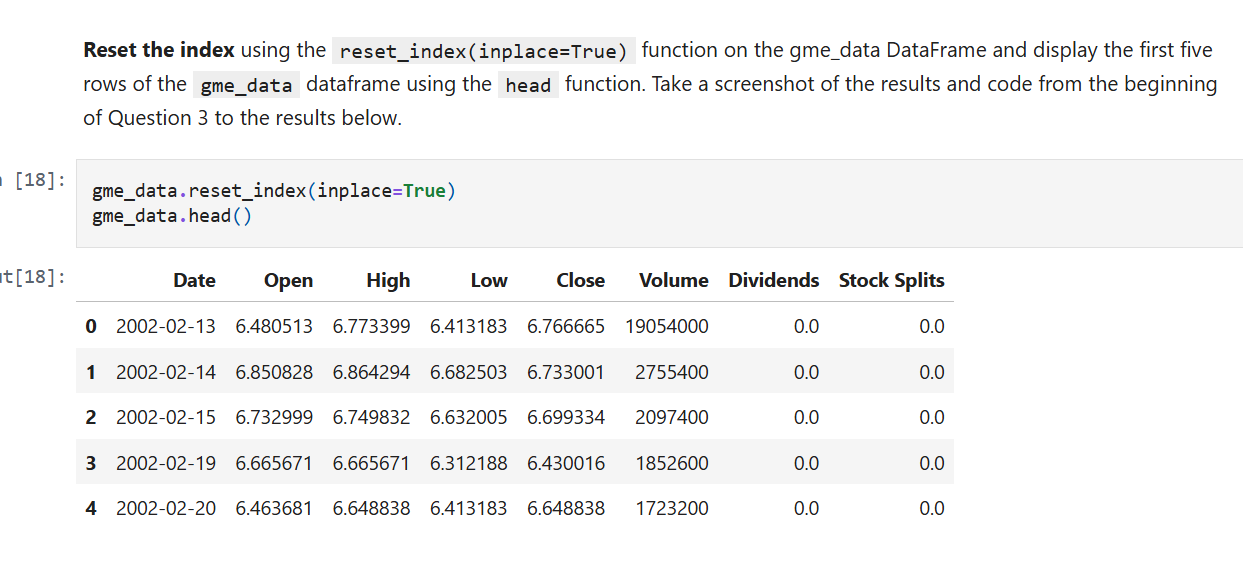 Reset the index using the reset_index(inplace=True) function on the gme_data DataFrame and display the first five
rows of the gme_data dataframe using the head function. Take a screenshot of the results and code from the beginning
of Question 3 to the results below.
[18]:
gme_data.reset_index(inplace=True)
gme_data.head()
t[18]:
Date Open High Low Close Volume Dividends Stock Splits
0 2002-02-13 6.480513 6.773399 6.413183 6.766665 19054000 0.0 0.0
1 2002-02-14 6.850828 6.864294 6.682503 6.733001 2755400 0.0 0.0
2 2002-02-15 6.732999 6.749832 6.632005 6.699334 2097400 0.0 0.0
3 2002-02-19 6.665671 6.665671 6.312188 6.430016 1852600 0.0 0.0
4 2002-02-20 6.463681 6.648838 6.413183 6.648838 1723200 0.0 0.0